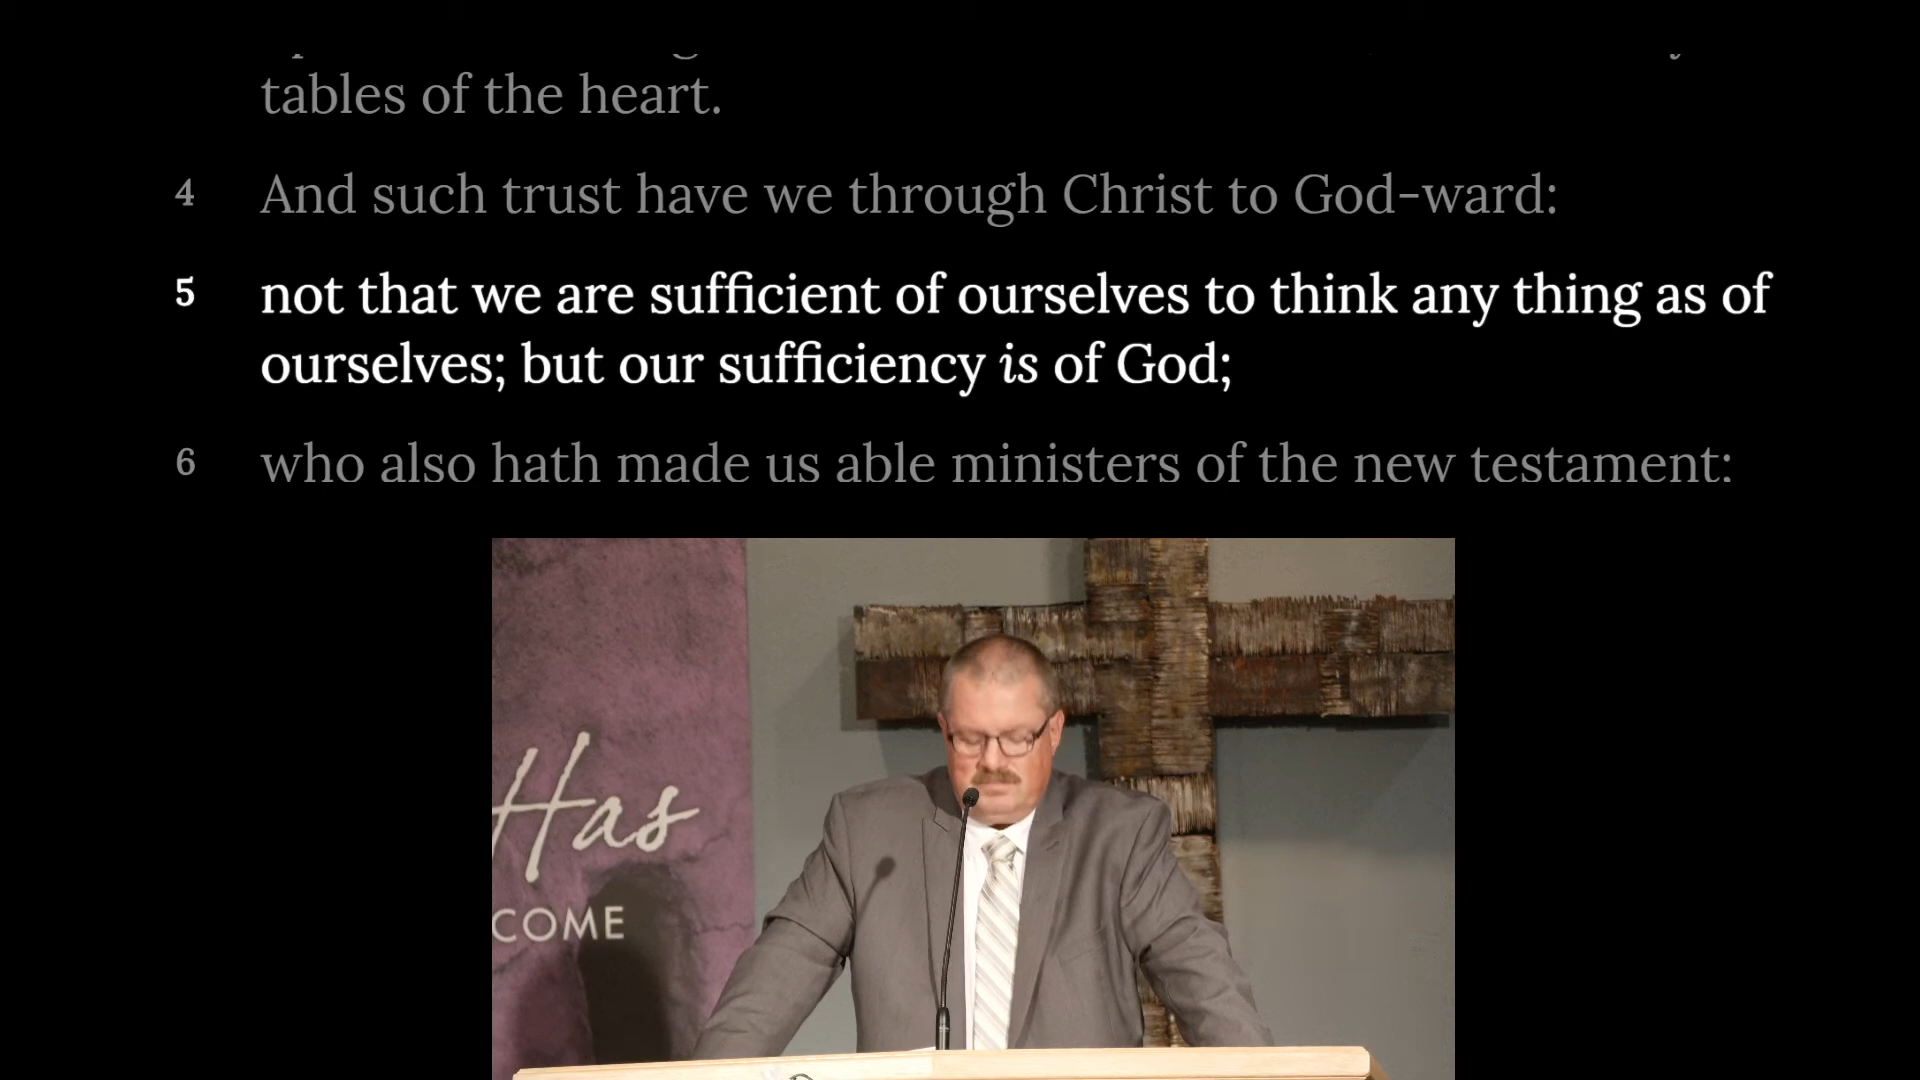 tables of the heart.
4 And such trust have we through Christ to God-ward:
5 not that we are sufficient of ourselves to think any thing as of
ourselves; but our sufficiency is of God;
6 who also hath made us able ministers of the new testament;
Has
COME